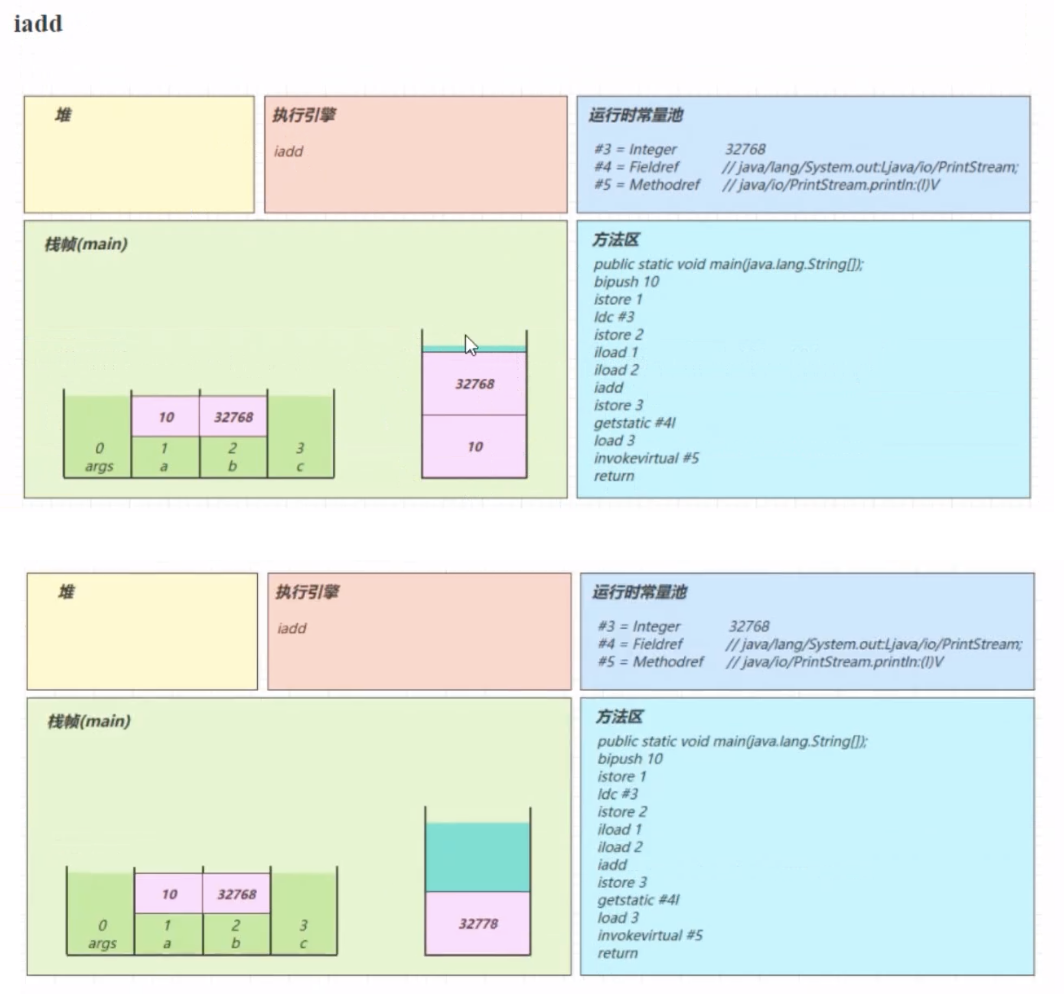 iadd
堆
执行引擎
iadd
运行时常量池
#3 = Integer 32768
#4 = Fieldref // java/lang/System.out:Ljava/io/PrintStream;
#5 = Methodref // java/io/PrintStream.println:(I)V
栈帧(main)
32768
10
10 32768
0 1 2 3
args a b c
方法区
public static void main(java.lang.String[]);
bipush 10
istore 1
ldc #3
istore 2
iload 1
iload 2
iadd
istore 3
getstatic #4I
load 3
invokevirtual #5
return
堆
执行引擎
iadd
运行时常量池
#3 = Integer 32768
#4 = Fieldref // java/lang/System.out:Ljava/io/PrintStream;
#5 = Methodref // java/io/PrintStream.println:(I)V
栈帧(main)
10 32768
32778
0 1 2 3
args a b c
方法区
public static void main(java.lang.String[]);
bipush 10
istore 1
ldc #3
istore 2
iload 1
iload 2
iadd
istore 3
getstatic #4I
load 3
invokevirtual #5
return